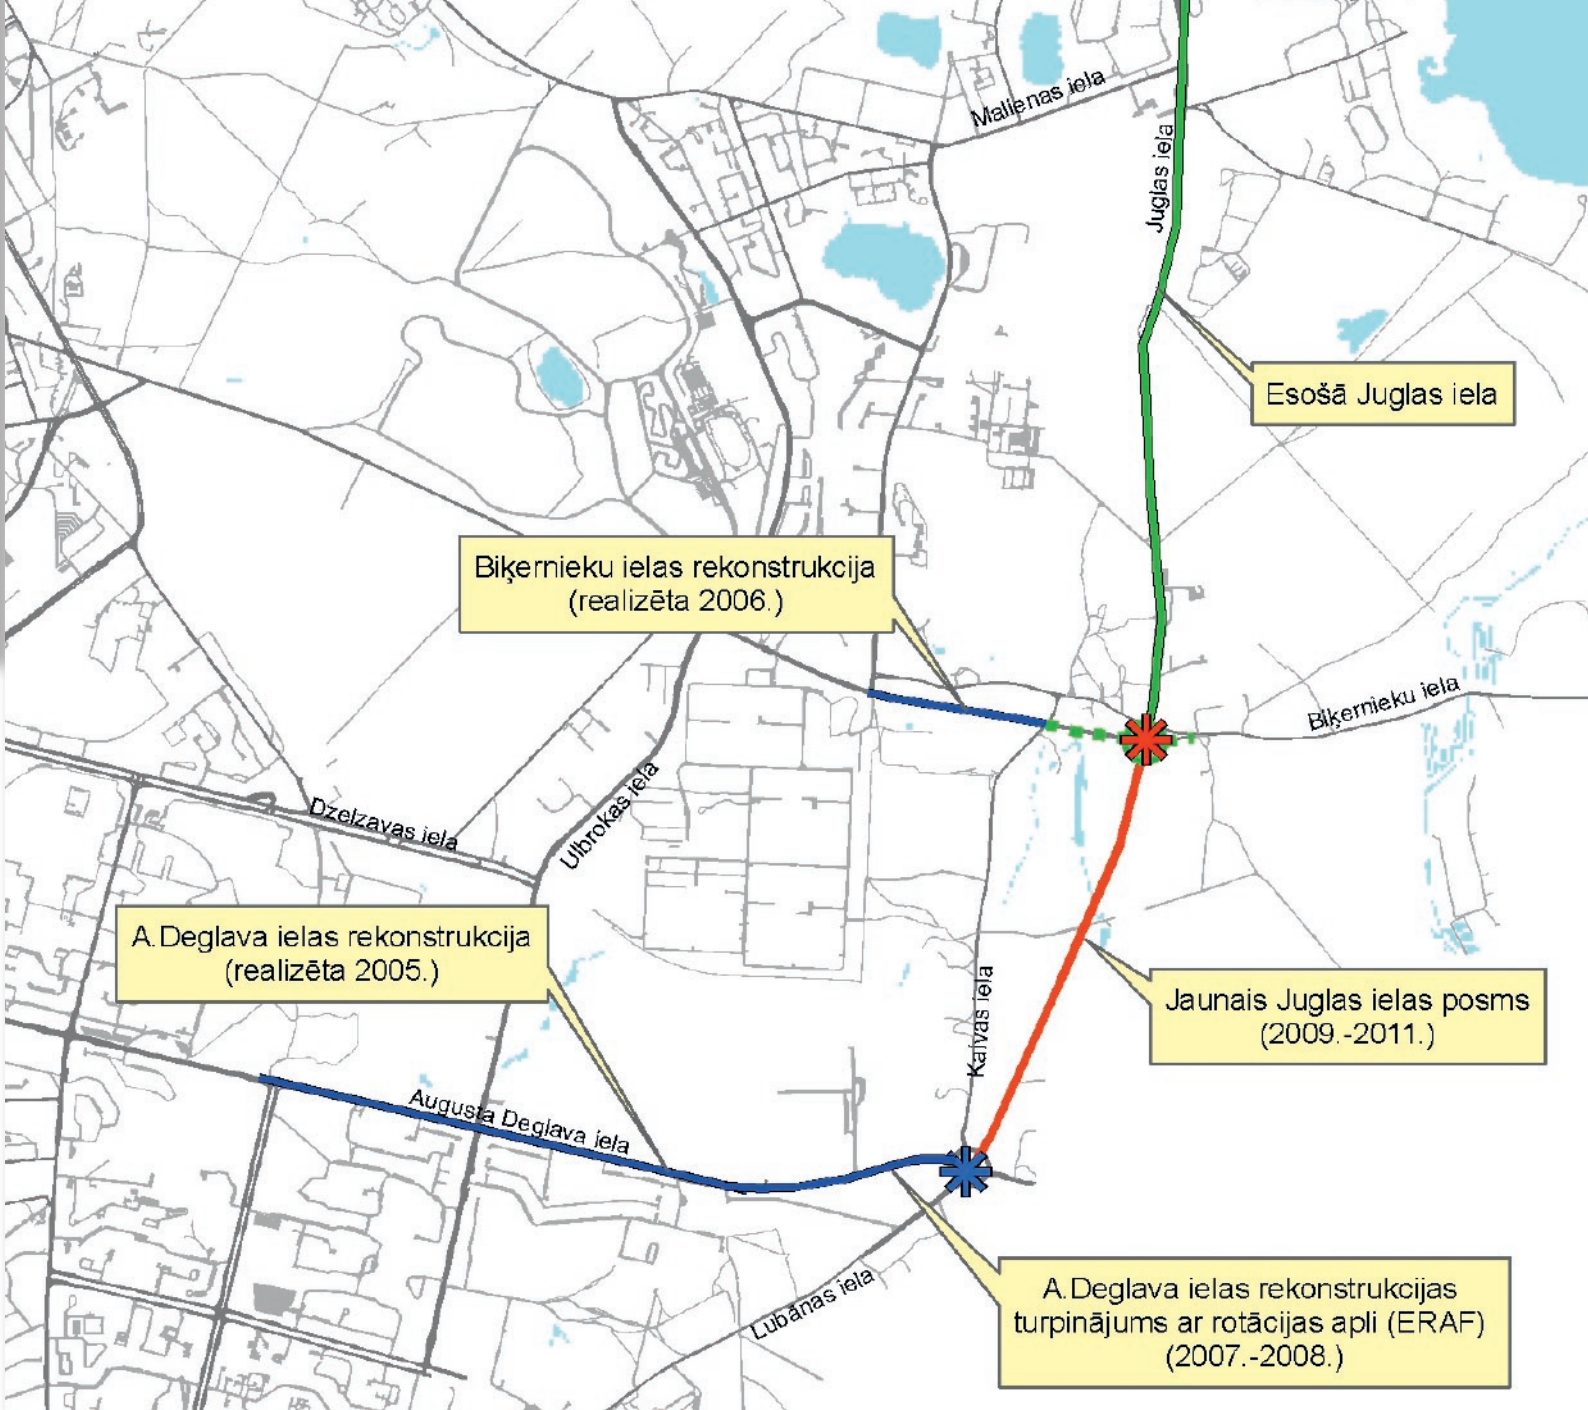 Mālienas iela
Juglas iela
Esošā Juglas iela
Biķernieku ielas rekonstrukcija
(realizēta 2006.)
Biķernieku iela
Dzelzavas iela
Ulbrokas iela
A.Deglava ielas rekonstrukcija
(realizēta 2005.)
Kaivas iela
Jaunais Juglas ielas posms
(2009.-2011.)
Augusta Deglava iela
Lubānas iela
A.Deglava ielas rekonstrukcijas
turpinājums ar rotācijas apli (ERAF)
(2007.-2008.)